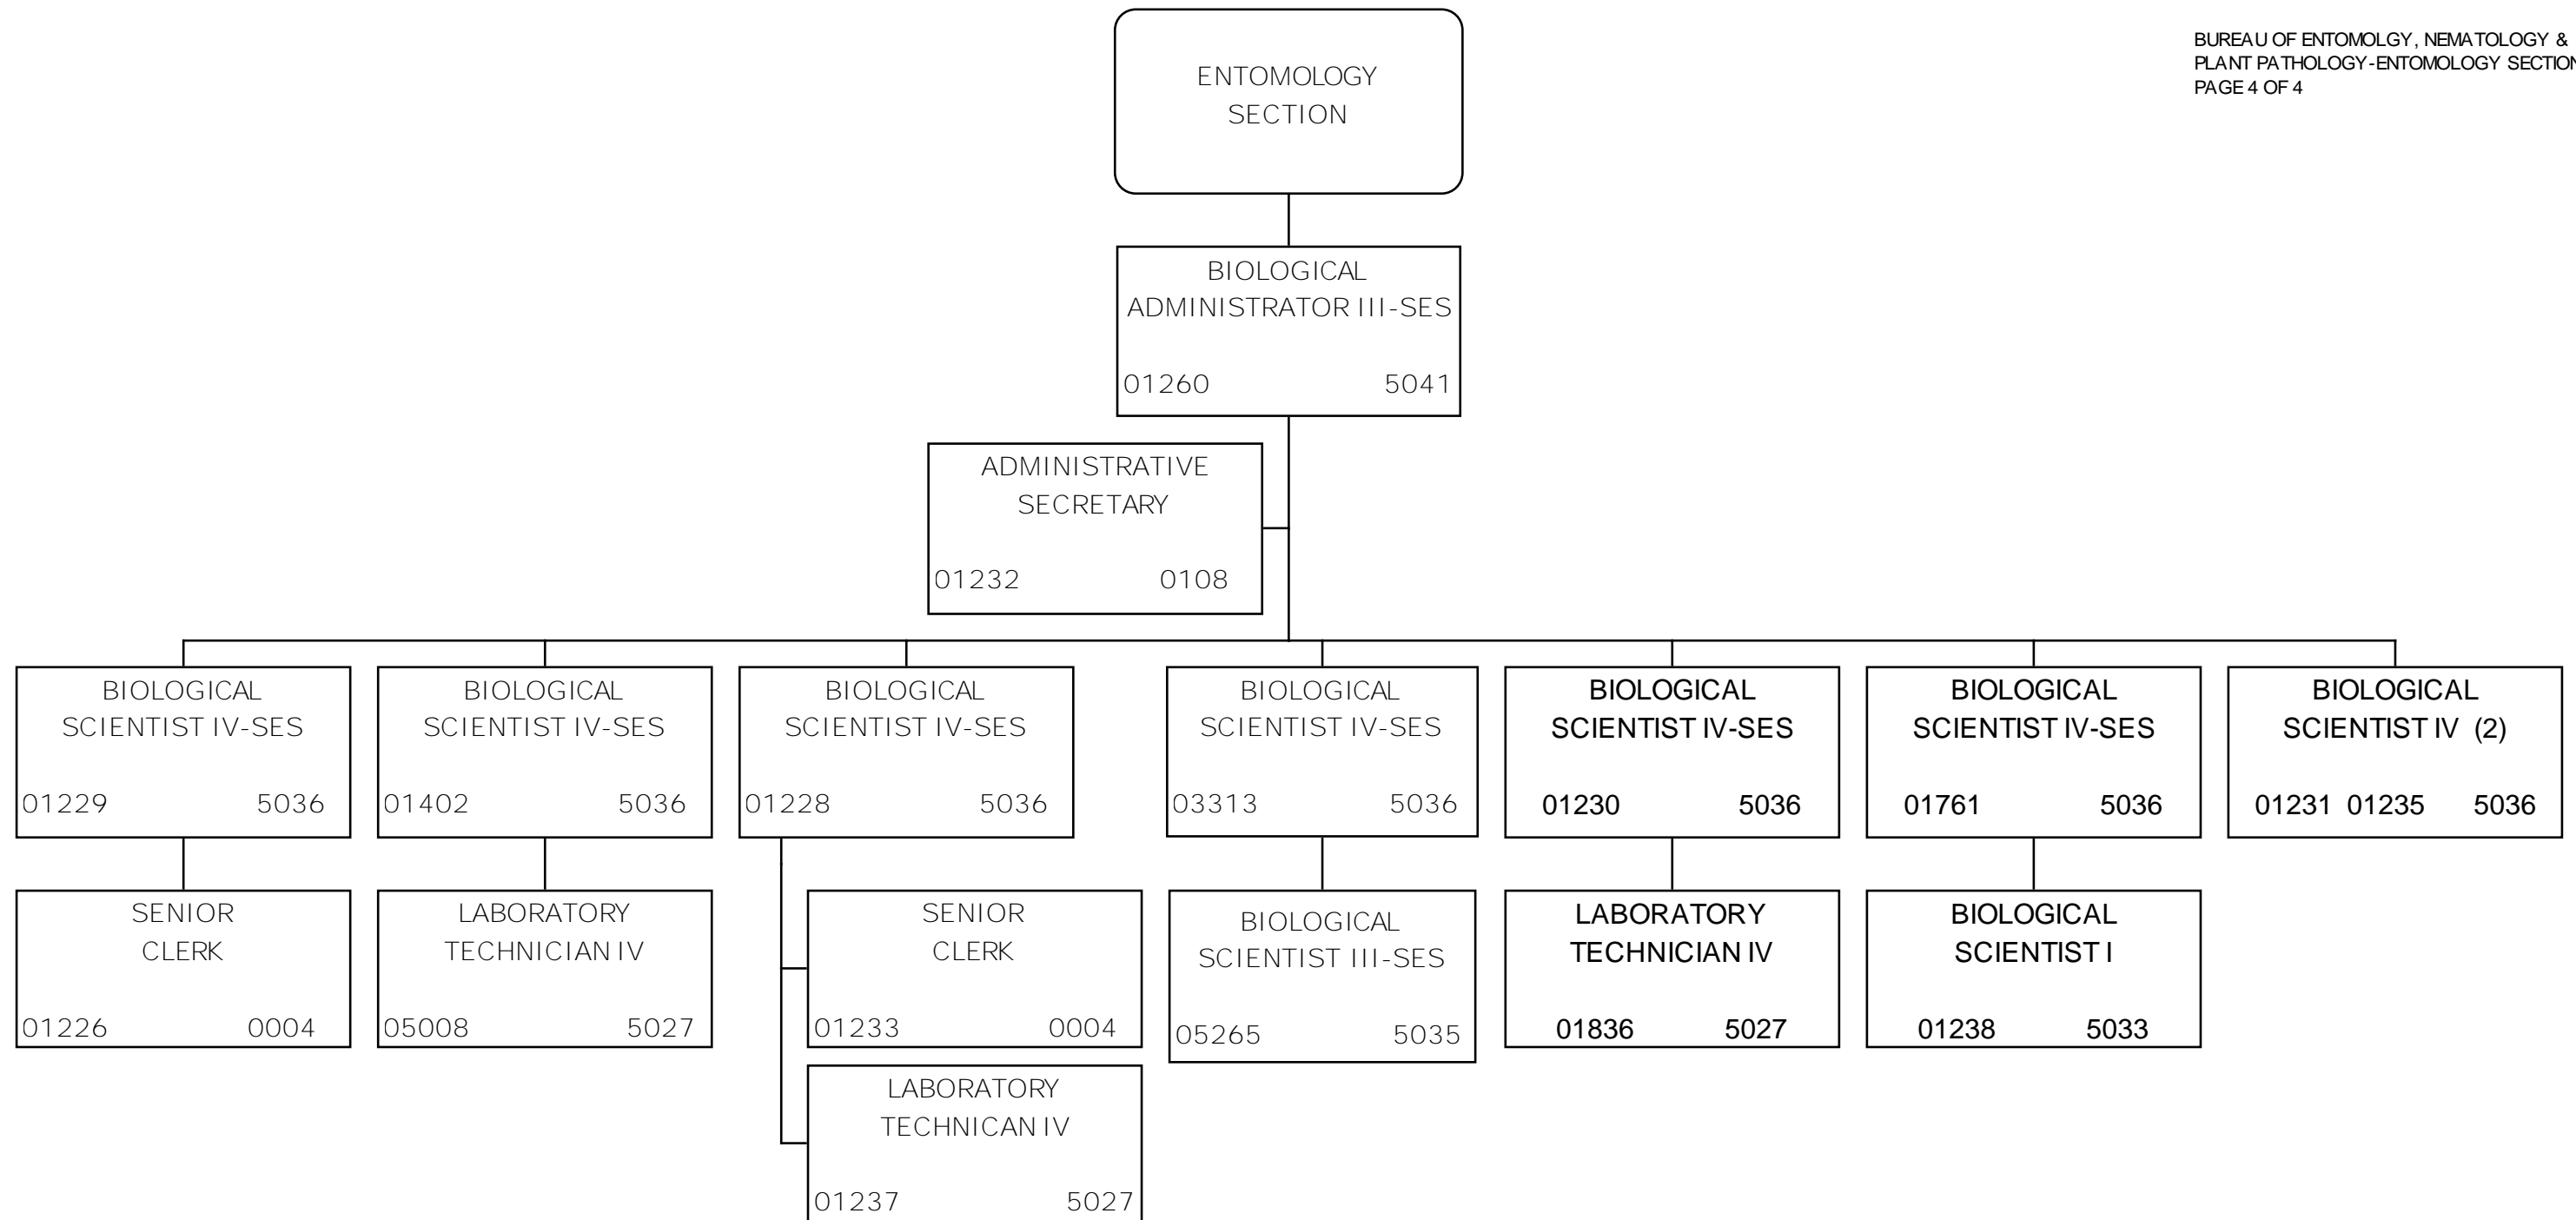 BUREAU OF ENTOMOLGY, NEMATOLOGY &
PLANT PATHOLOGY-ENTOMOLOGY SECTION
PAGE 4 OF 4
ENTOMOLOGY
SECTION
BIOLOGICAL
ADMINISTRATOR III-SES
01260 5041
ADMINISTRATIVE
SECRETARY
01232 0108
BIOLOGICAL
SCIENTIST IV-SES
01229 5036
BIOLOGICAL
SCIENTIST IV-SES
01402 5036
BIOLOGICAL
SCIENTIST IV-SES
01228 5036
BIOLOGICAL
SCIENTIST IV-SES
03313 5036
BIOLOGICAL
SCIENTIST IV-SES
01230 5036
BIOLOGICAL
SCIENTIST IV-SES
01761 5036
BIOLOGICAL
SCIENTIST IV (2)
01231 01235 5036
SENIOR
CLERK
01226 0004
LABORATORY
TECHNICIAN IV
05008 5027
SENIOR
CLERK
01233 0004
BIOLOGICAL
SCIENTIST III-SES
05265 5035
LABORATORY
TECHNICIAN IV
01836 5027
BIOLOGICAL
SCIENTIST I
01238 5033
LABORATORY
TECHNICAN IV
01237 5027